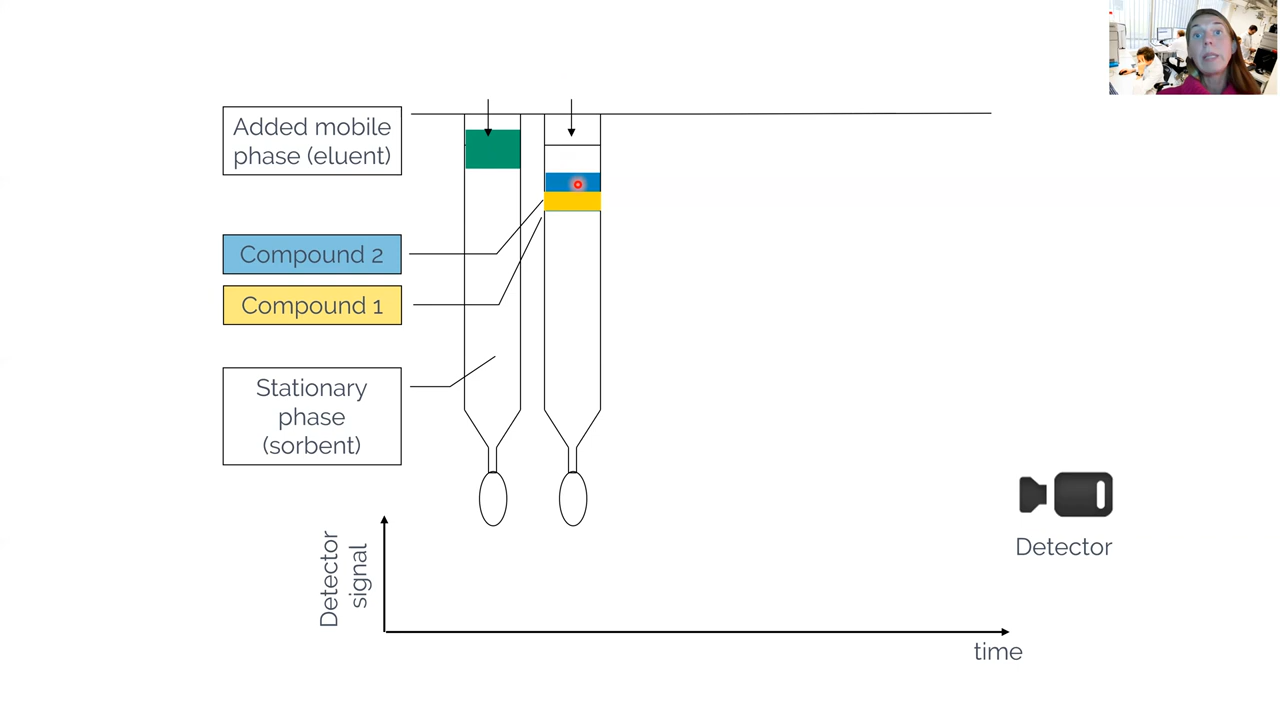 Added mobile
phase (eluent)
Compound 2
Compound 1
Stationary
phase
(sorbent)
Detector
Detector
signal
time